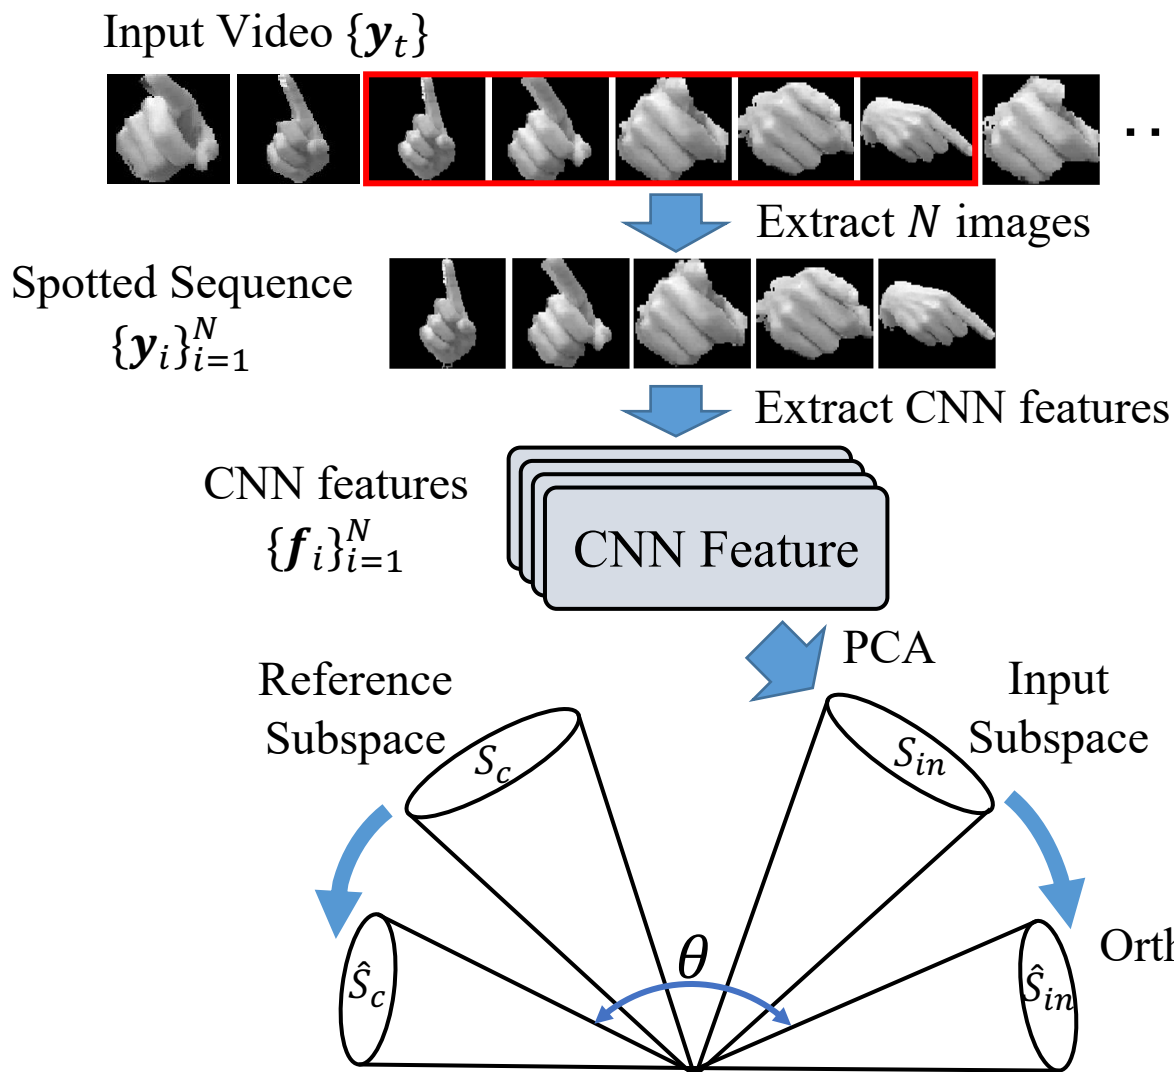 Input Video {𝒚_t}
. .
Extract N images
Spotted Sequence
{𝒚_i}_{i=1}^N
Extract CNN features
CNN features
{𝒇_i}_{i=1}^N
CNN Feature
PCA
Reference
Subspace
Input
Subspace
S_c
S_in
θ
Orth
Ŝ_c
Ŝ_in